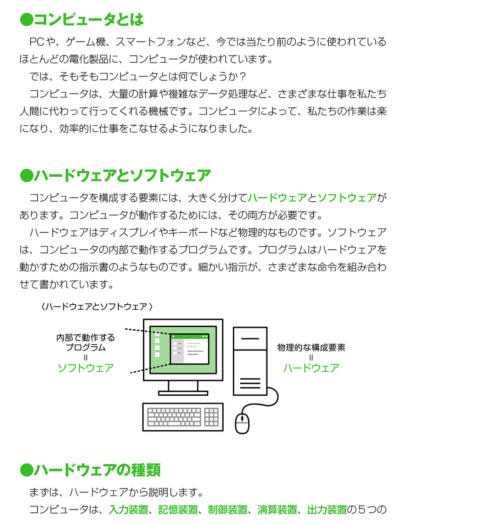 ●コンピュータとは
PCや、ゲーム機、スマートフォンなど、今では当たり前のように使われている
ほとんどの電化製品に、コンピュータが使われています。
では、そもそもコンピュータとは何でしょうか？
コンピュータは、大量の計算や複雑なデータ処理など、さまざまな仕事を私たち
人間に代わって行ってくれる機械です。コンピュータによって、私たちの作業は楽
になり、効率的に仕事をこなせるようになりました。
●ハードウェアとソフトウェア
コンピュータを構成する要素には、大きく分けてハードウェアとソフトウェアが
あります。コンピュータが動作するためには、その両方が必要です。
ハードウェアはディスプレイやキーボードなど物理的なものです。ソフトウェア
は、コンピュータの内部で動作するプログラムです。プログラムはハードウェアを
動かすための指示書のようなものです。細かい指示が、さまざまな命令を組み合わ
せて書かれています。
〈ハードウェアとソフトウェア〉
内部で動作する
プログラム
＝
ソフトウェア
物理的な構成要素
＝
ハードウェア
●ハードウェアの種類
まずは、ハードウェアから説明します。
コンピュータは、入力装置、記憶装置、制御装置、演算装置、出力装置の５つの